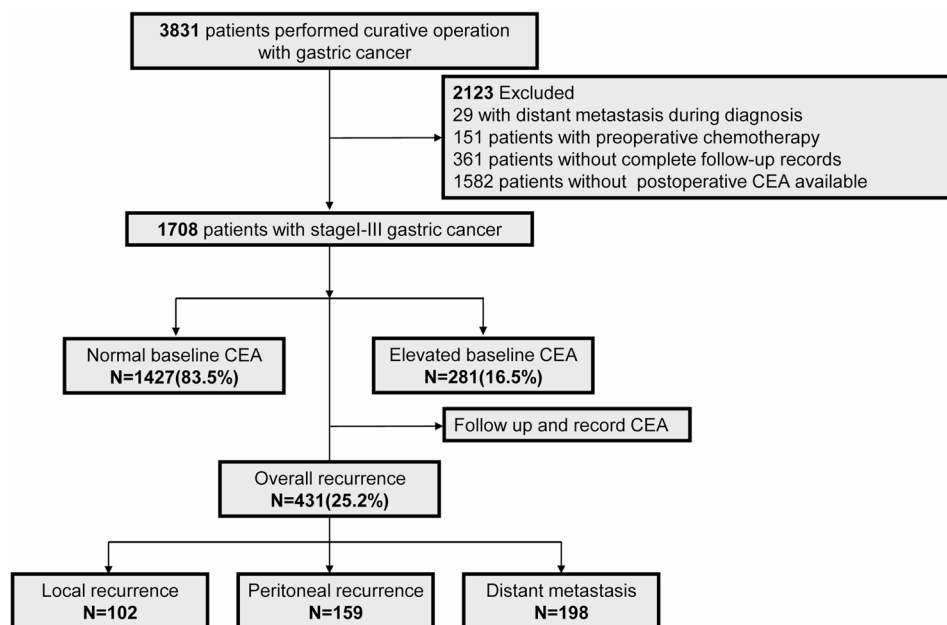 3831 patients performed curative operation
with gastric cancer
2123 Excluded
29 with distant metastasis during diagnosis
151 patients with preoperative chemotherapy
361 patients without complete follow-up records
1582 patients without  postoperative CEA available
1708 patients with stageI-III gastric cancer
Normal baseline CEA
N=1427(83.5%)
Elevated baseline CEA
N=281(16.5%)
Follow up and record CEA
Overall recurrence
N=431(25.2%)
Local recurrence
N=102
Peritoneal recurrence
N=159
Distant metastasis
N=198